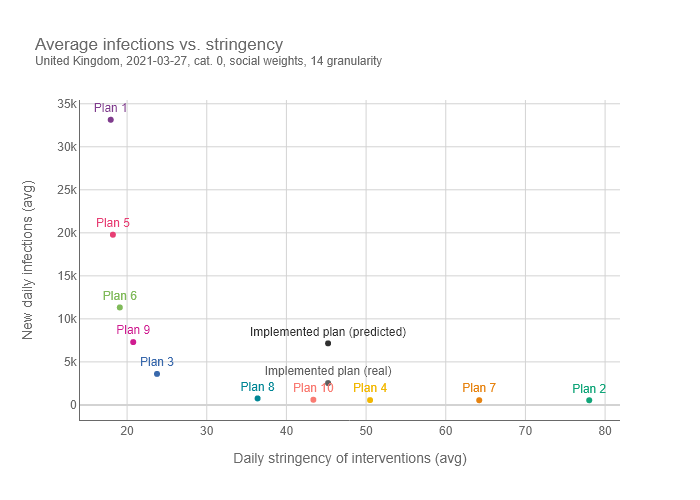 Average infections vs. stringency
United Kingdom, 2021-03-27, cat. 0, social weights, 14 granularity
35k
Plan 1
30k
25k
Plan 5
20k
15k
Plan 6
10k
Plan 9
Implemented plan (predicted)
5k
Plan 3
Implemented plan (real)
Plan 8
Plan 10
Plan 4
Plan 7
Plan 2
0
20
30
40
50
60
70
80
New daily infections (avg)
Daily stringency of interventions (avg)